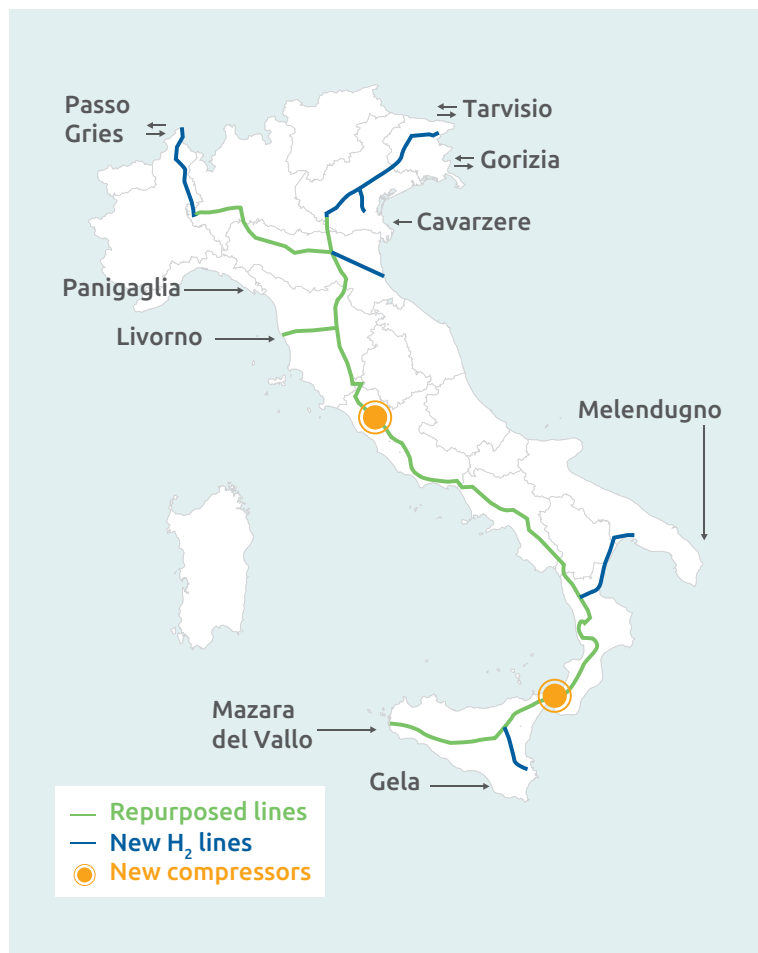 Passo
Gries
Tarvisio
Gorizia
Cavarzere
Panigaglia
Livorno
Melendugno
Mazara
del Vallo
Gela
Repurposed lines
New H₂ lines
New compressors